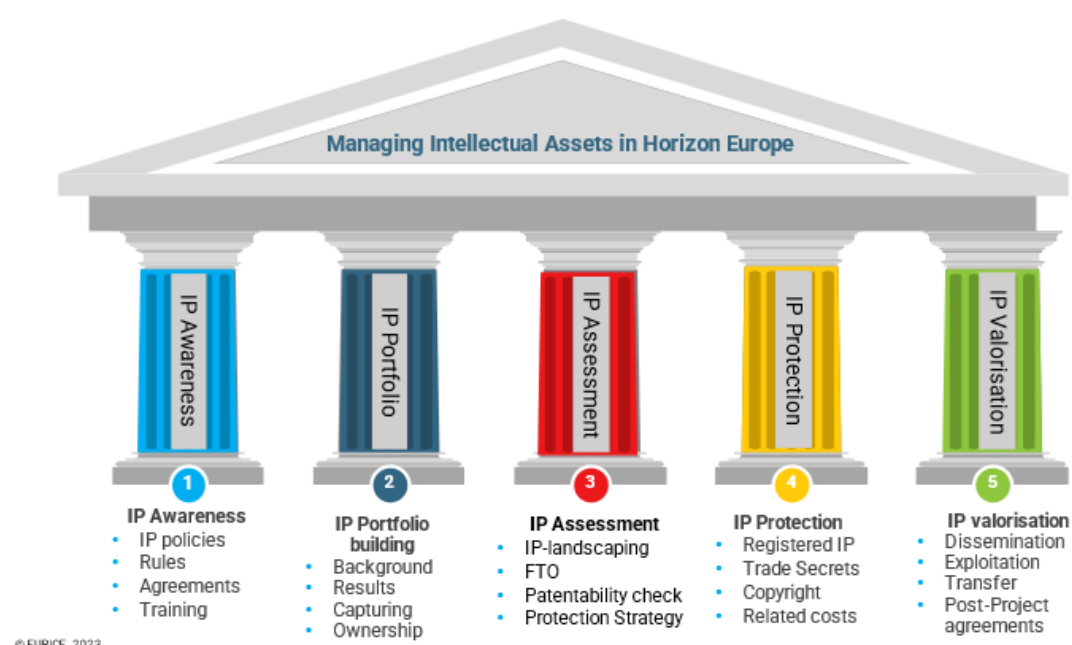 Managing Intellectual Assets in Horizon Europe
IP Awareness
IP Portfolio
IP Assessment
IP Protection
IP Valorisation
1
2
3
4
5
IP Awareness
• IP policies
• Rules
• Agreements
• Training
IP Portfolio
building
• Background
• Results
• Capturing
• Ownership
IP Assessment
• IP-landscaping
• FTO
• Patentability check
• Protection Strategy
IP Protection
• Registered IP
• Trade Secrets
• Copyright
• Related costs
IP valorisation
• Dissemination
• Exploitation
• Transfer
• Post-Project
agreements
© EURICE, 2023